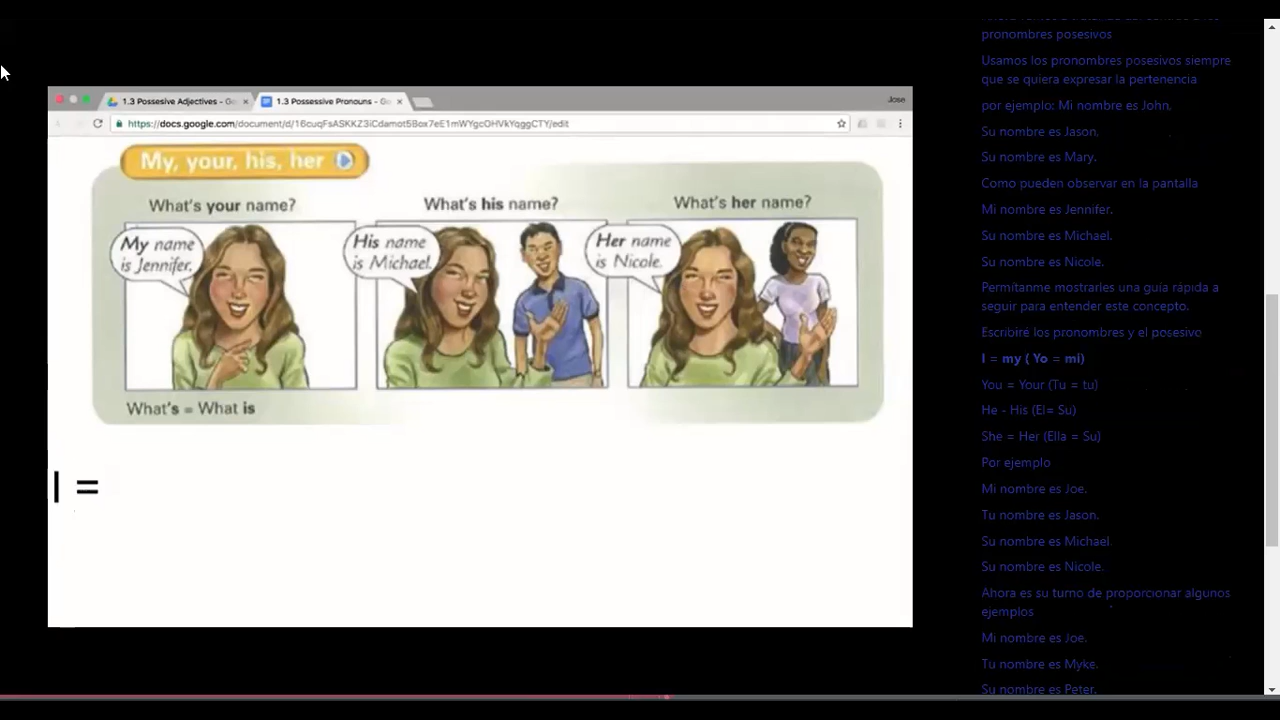 1.3 Possesive Adjectives - Go
1.3 Possessive Pronouns - Go
Jose
https://docs.google.com/document/d/16cuqFsASKKZ3iCdamot5Box7eE1mWYgcOHVkYqggCTY/edit
My, your, his, her
What's your name?
What's his name?
What's her name?
My name
is Jennifer.
His name
is Michael.
Her name
is Nicole.
What's = What is
I =
pronombres posesivos
Usamos los pronombres posesivos siempre
que se quiera expresar la pertenencia
por ejemplo: Mi nombre es John.
Su nombre es Jason.
Su nombre es Mary.
Como pueden observar en la pantalla
Mi nombre es Jennifer.
Su nombre es Michael.
Su nombre es Nicole.
Permítanme mostrarles una guía rápida a
seguir para entender este concepto.
Escribiré los pronombres y el posesivo
I = my ( Yo = mi)
You = Your (Tu = tu)
He - His (El= Su)
She = Her (Ella = Su)
Por ejemplo
Mi nombre es Joe.
Tu nombre es Jason.
Su nombre es Michael.
Su nombre es Nicole.
Ahora es su turno de proporcionar algunos
ejemplos
Mi nombre es Joe.
Tu nombre es Myke.
Su nombre es Peter.